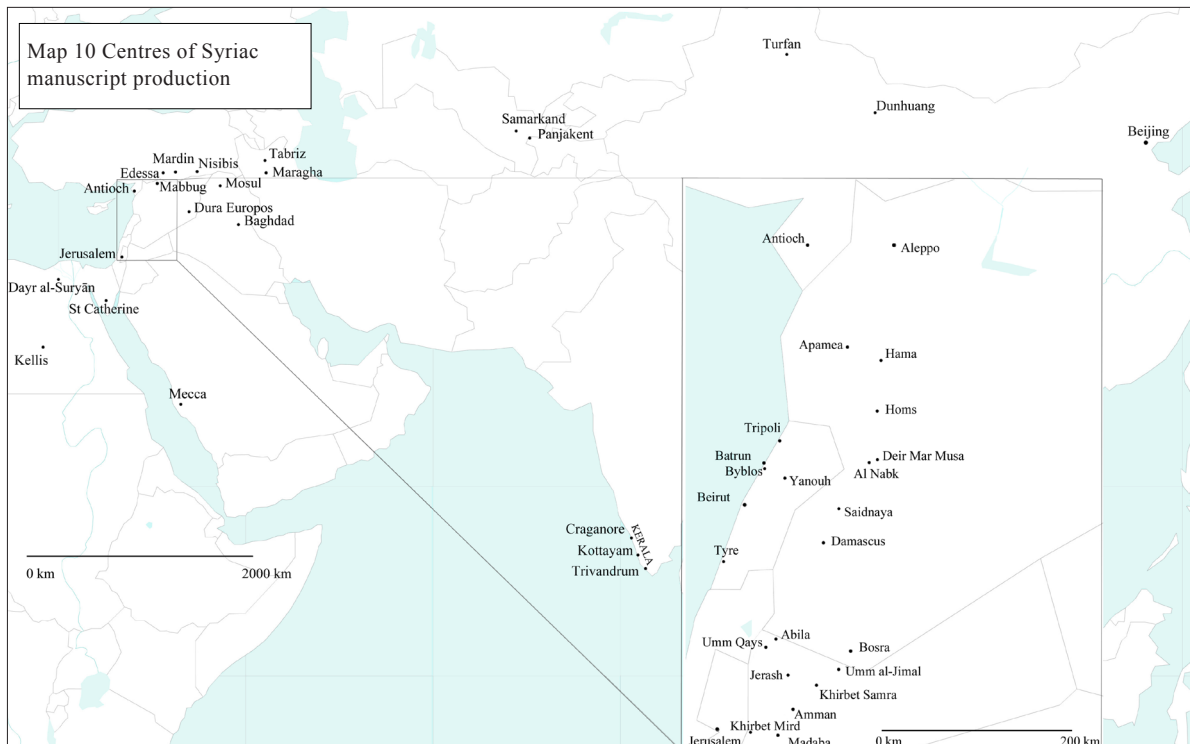 Map 10 Centres of Syriac
manuscript production
Turfan
Dunhuang
Beijing
Samarkand
Panjakent
Tabriz
Maragha
Mardin
Nisibis
Edessa
Mabbug
Mosul
Antioch
Dura Europos
Baghdad
Jerusalem
Dayr al-Suryān
St Catherine
Kellis
Mecca
Craganore
KERALA
Kottayam
Trivandrum
0 km
2000 km
Antioch
Aleppo
Apamea
Hama
Homs
Tripoli
Batrun
Byblos
Deir Mar Musa
Al Nabk
Yanouh
Beirut
Saidnaya
Damascus
Tyre
Abila
Umm Qays
Bosra
Umm al-Jimal
Jerash
Khirbet Samra
Amman
Khirbet Mird
Jerusalem
Madaba
0 km
200 km